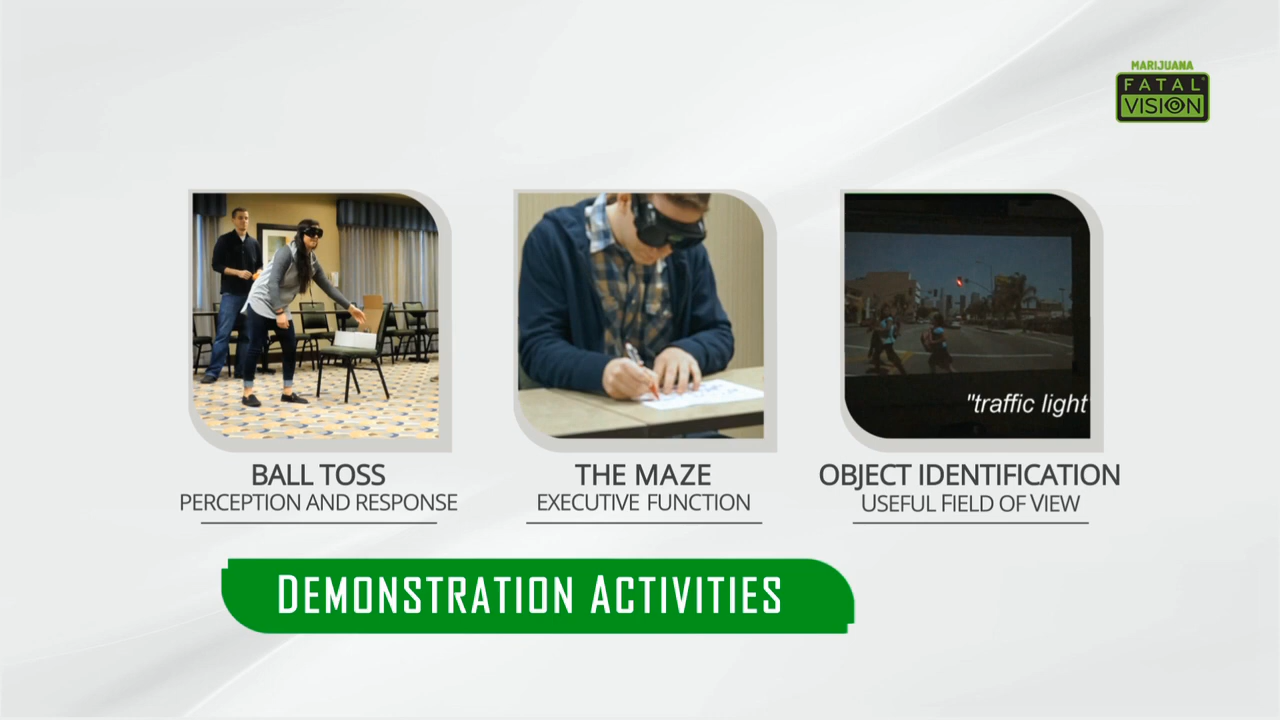 MARIJUANA
FATAL
VISION
"traffic light
BALL TOSS
PERCEPTION AND RESPONSE
THE MAZE
EXECUTIVE FUNCTION
OBJECT IDENTIFICATION
USEFUL FIELD OF VIEW
DEMONSTRATION ACTIVITIES